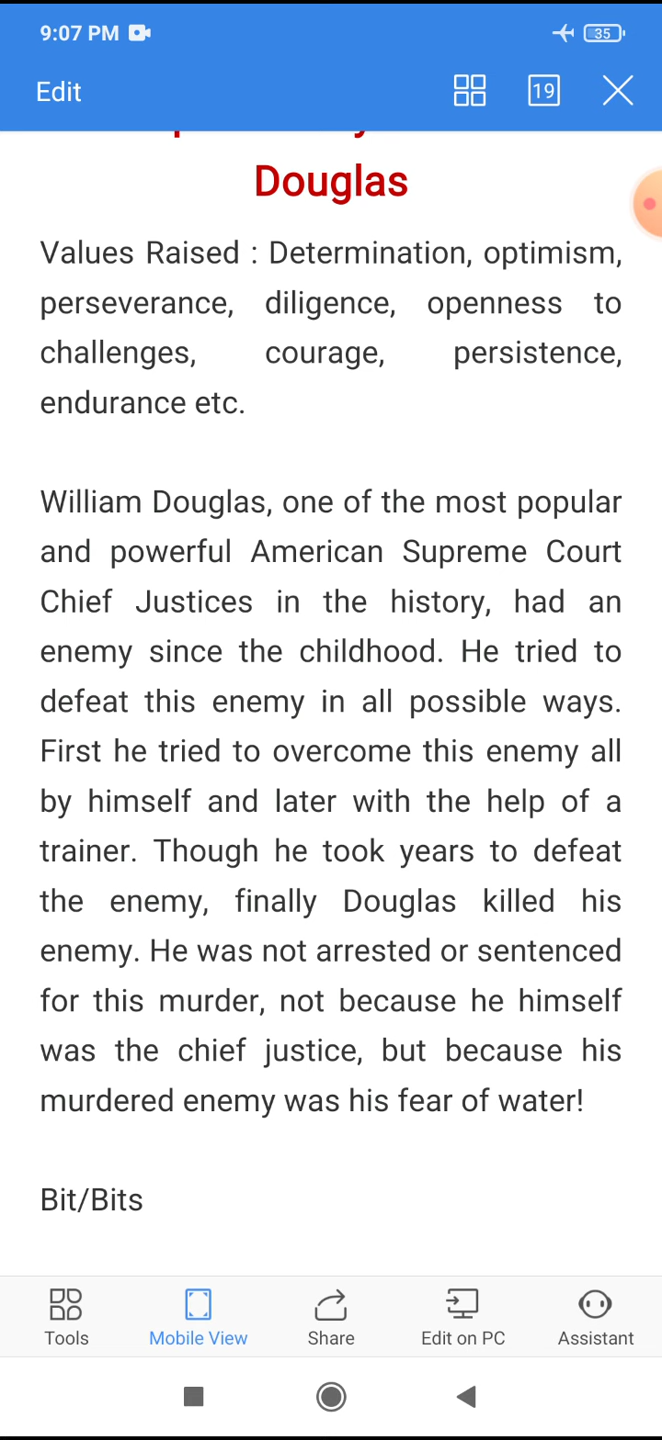 9:07 PM
35
Edit
19
Douglas
Values Raised : Determination, optimism,
perseverance, diligence, openness to
challenges, courage, persistence,
endurance etc.
William Douglas, one of the most popular
and powerful American Supreme Court
Chief Justices in the history, had an
enemy since the childhood. He tried to
defeat this enemy in all possible ways.
First he tried to overcome this enemy all
by himself and later with the help of a
trainer. Though he took years to defeat
the enemy, finally Douglas killed his
enemy. He was not arrested or sentenced
for this murder, not because he himself
was the chief justice, but because his
murdered enemy was his fear of water!
Bit/Bits
Tools
Mobile View
Share
Edit on PC
Assistant